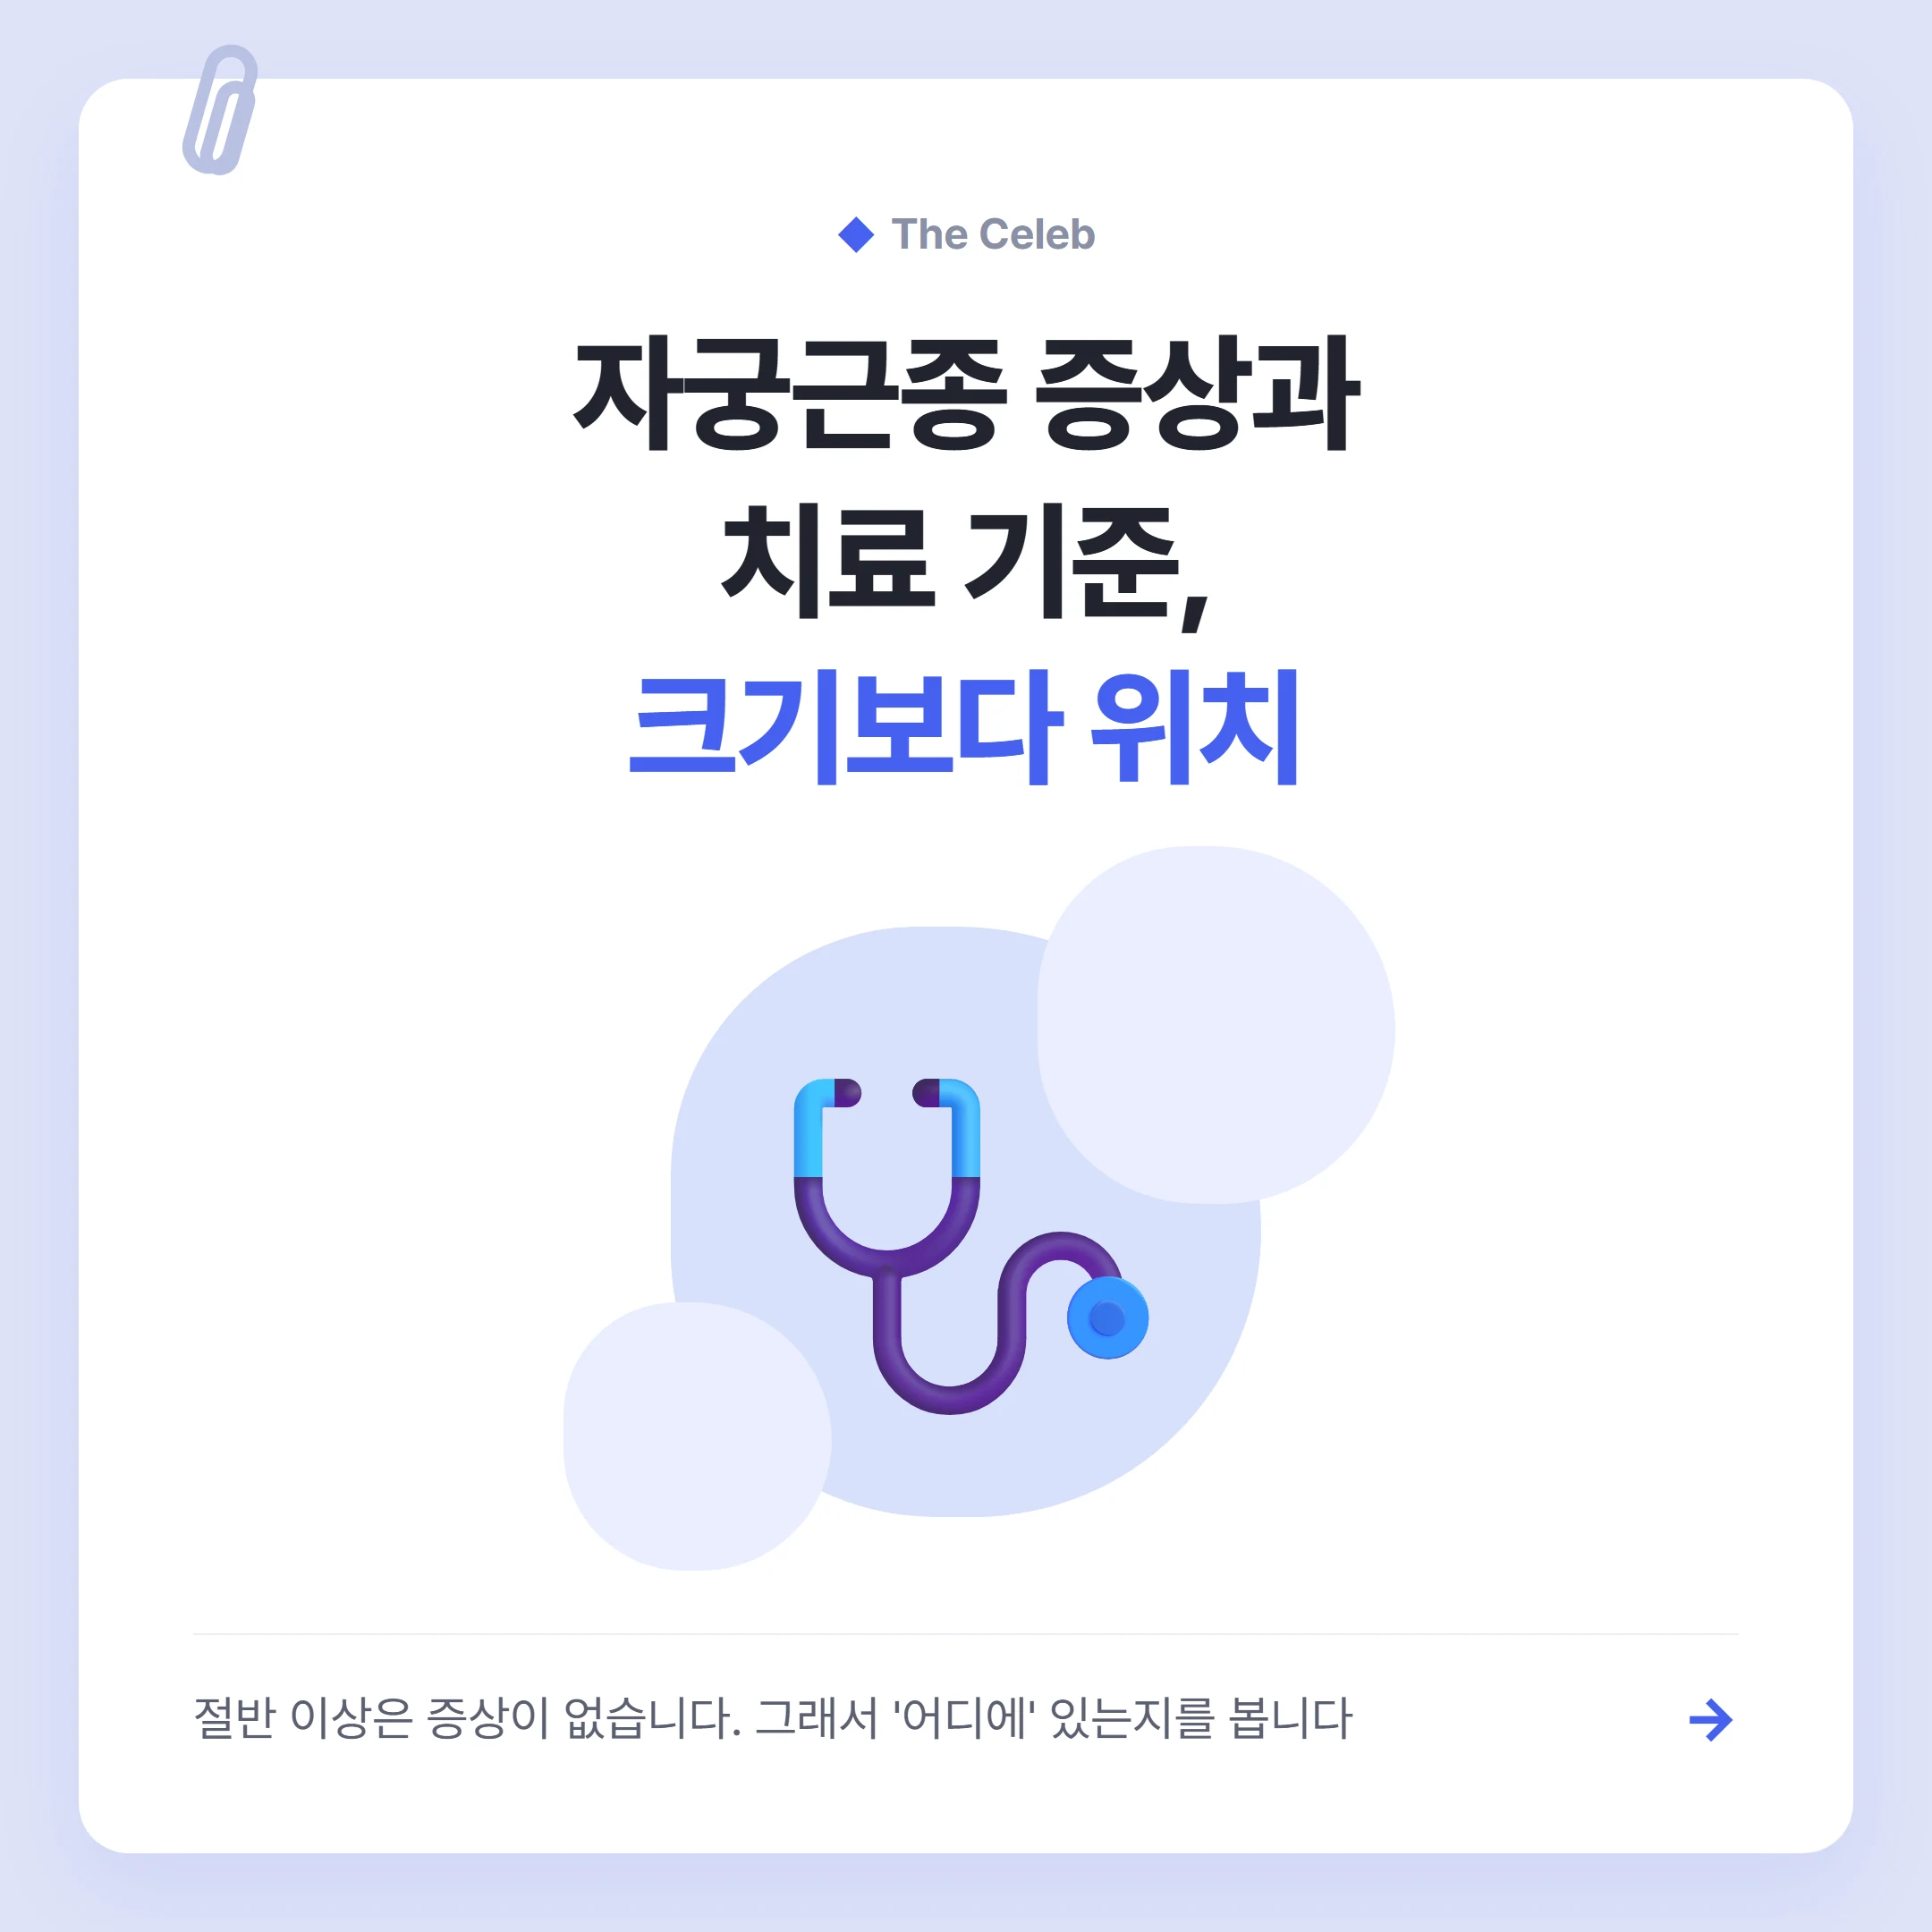 The Celeb
자궁근종 증상과
치료 기준,
크기보다 위치
절반 이상은 증상이 없습니다. 그래서 '어디에' 있는지를 봅니다